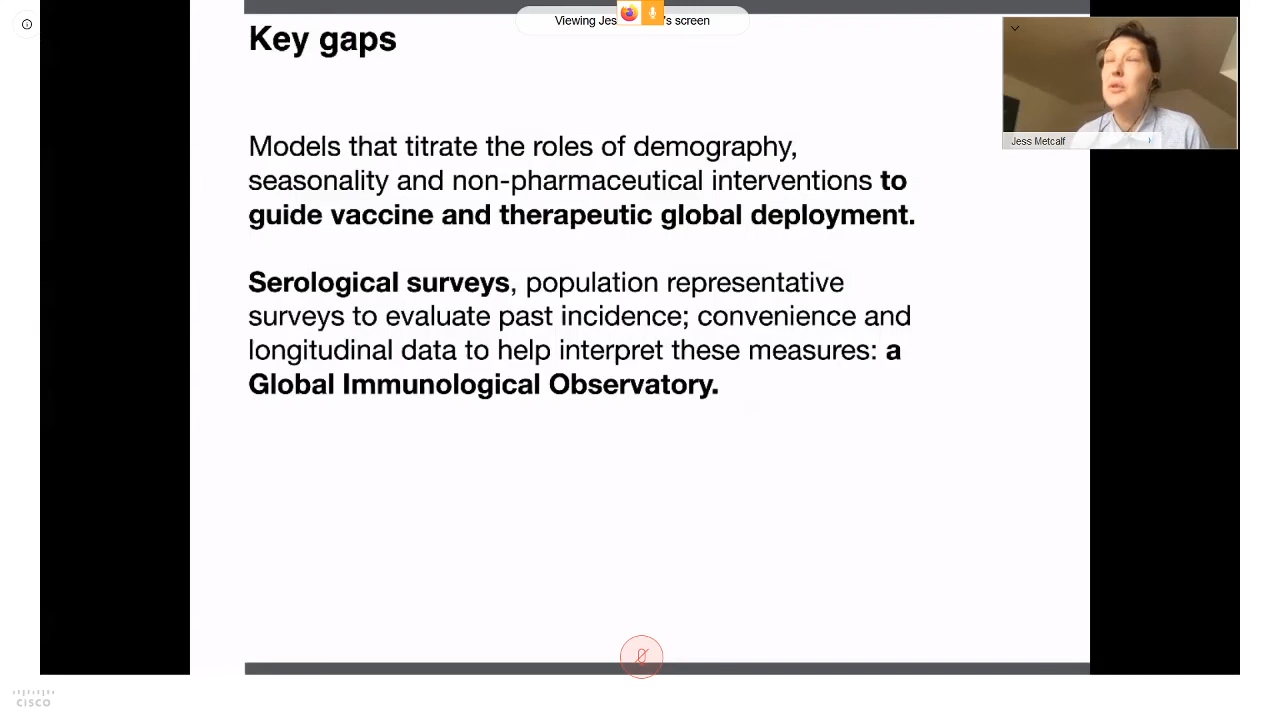 Viewing Jes 's screen
Key gaps
Jess Metcalf
Models that titrate the roles of demography,
seasonality and non-pharmaceutical interventions to
guide vaccine and therapeutic global deployment.
Serological surveys, population representative
surveys to evaluate past incidence; convenience and
longitudinal data to help interpret these measures: a
Global Immunological Observatory.
CISCO